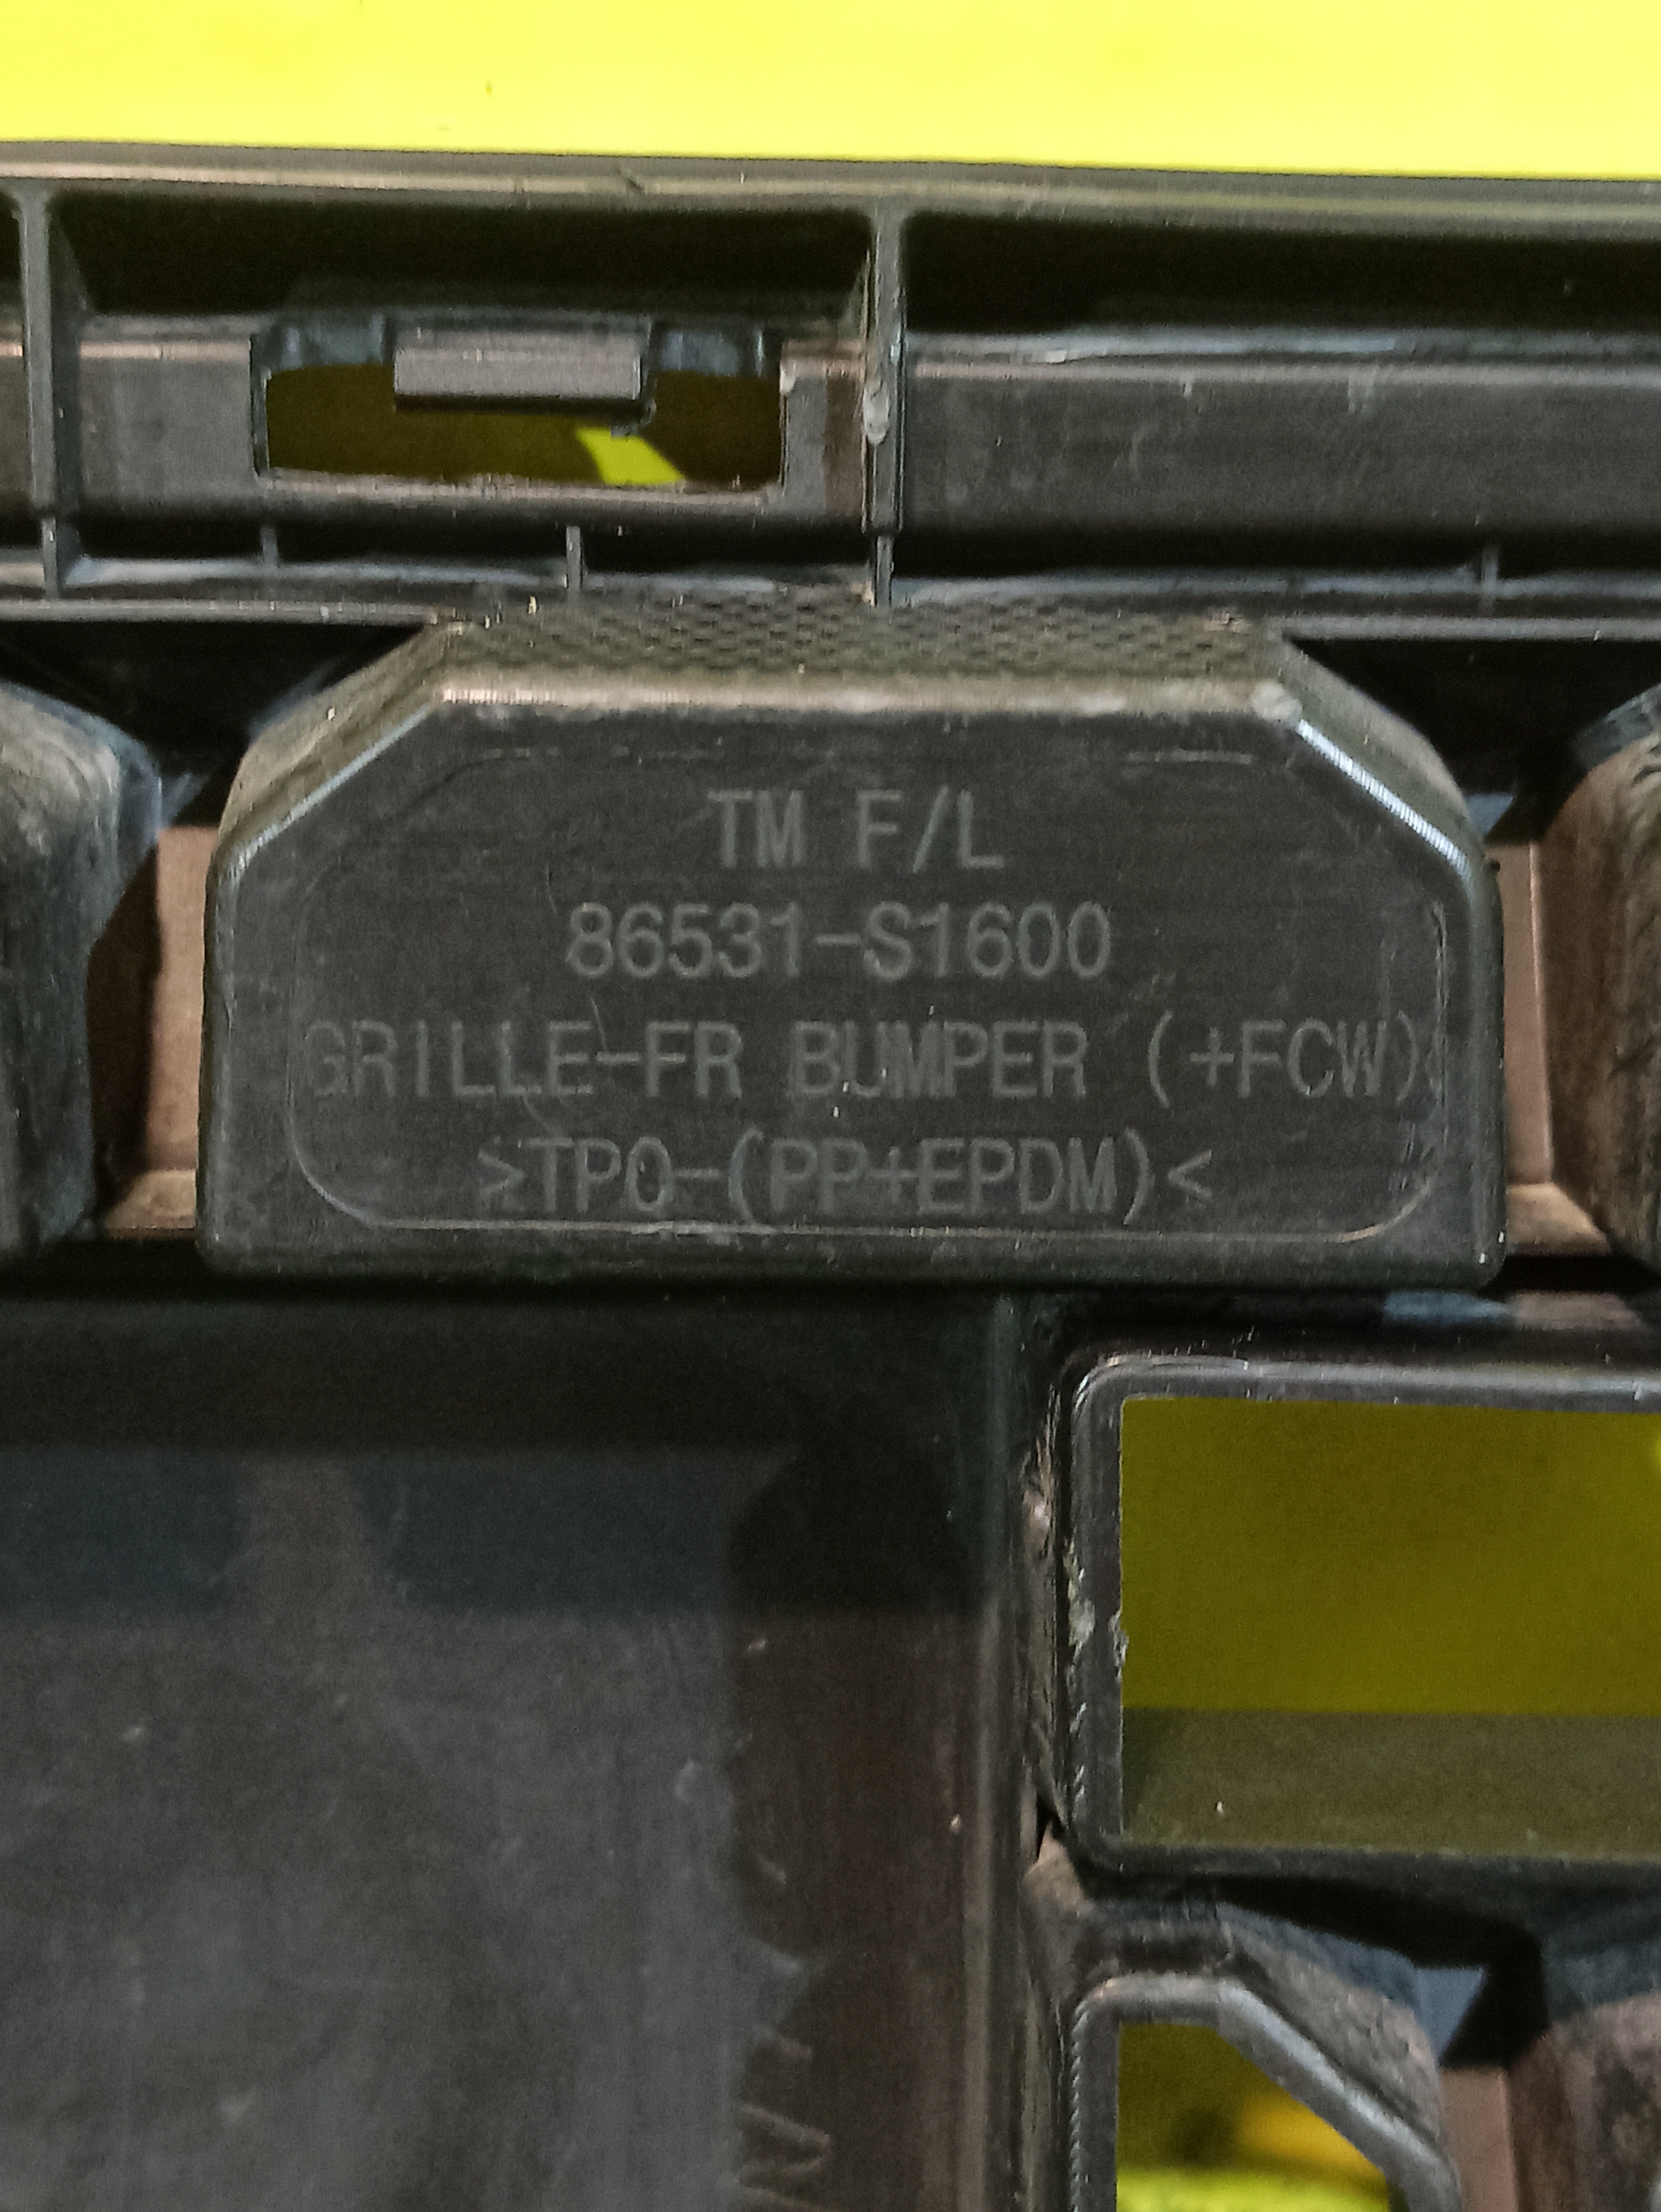 TM F/L
86531-S1600
GRILLE-FR BUMPER (+FCW)
>TPO-(PP+EPDM)<